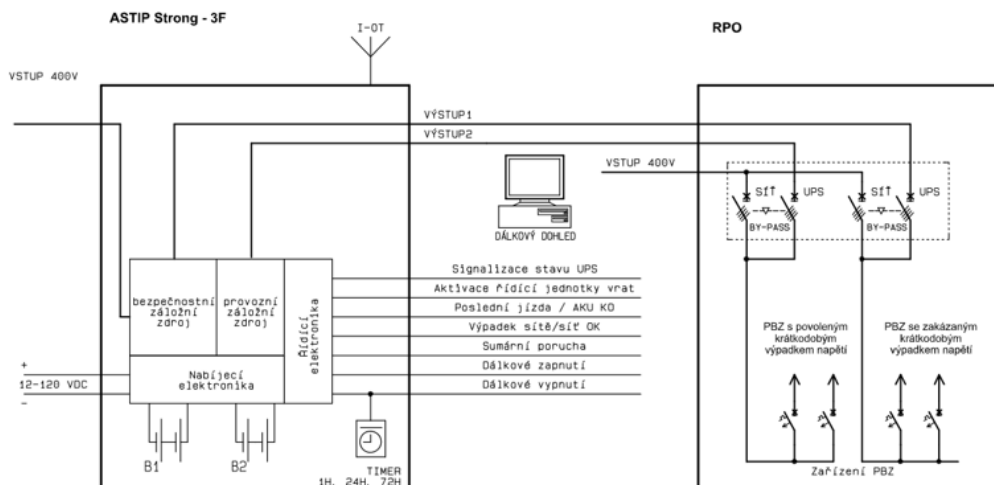 ASTIP Strong - 3F
I-OT
RPO
VSTUP 400V
VÝSTUP1
VÝSTUP2
VSTUP 400V
SÍŤ
UPS
SÍŤ
UPS
BY-PASS
BY-PASS
DÁLKOVÝ DOHLED
bezpečnostní
záložní
zdroj
provozní
záložní
zdroj
Řídící
elektronika
Nabíjecí
elektronika
Signalizace stavu UPS
Aktivace řídící jednotky vrat
Poslední jízda / AKU KO
Výpadek sítě/síť OK
Sumární porucha
Dálkové zapnutí
Dálkové vypnutí
PBZ s povoleným
krátkodobým
výpadkem napětí
PBZ se zakázaným
krátkodobým
výpadkem napětí
+
12-120 VDC
-
B1
B2
TIMER
1H, 24H, 72H
Zařízení PBZ